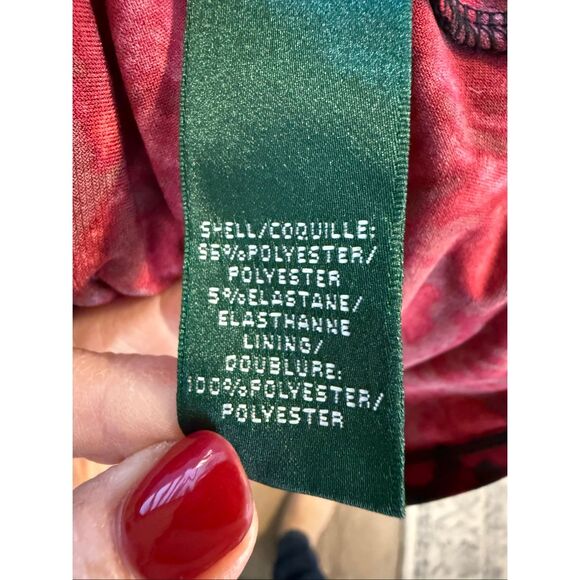 SHELL/COQUILLE:
95%POLYESTER/
POLYESTER
5%ELASTANE/
ELASTHANNE
LINING/
DOUBLURE:
100%POLYESTER/
POLYESTER